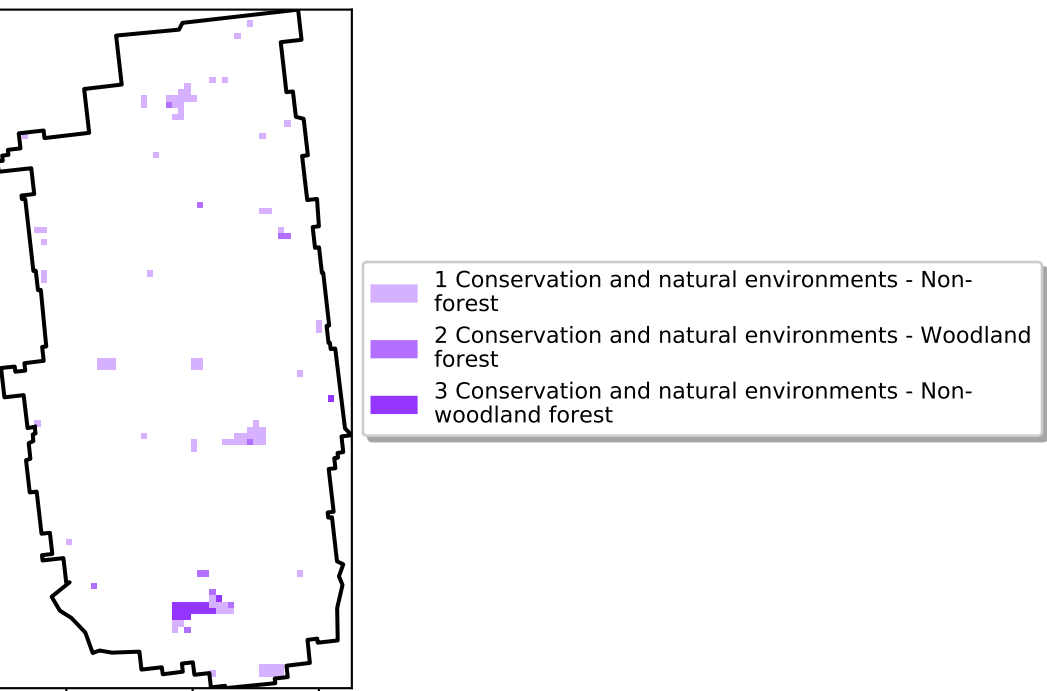 1 Conservation and natural environments - Non-
forest
2 Conservation and natural environments - Woodland
forest
3 Conservation and natural environments - Non-
woodland forest